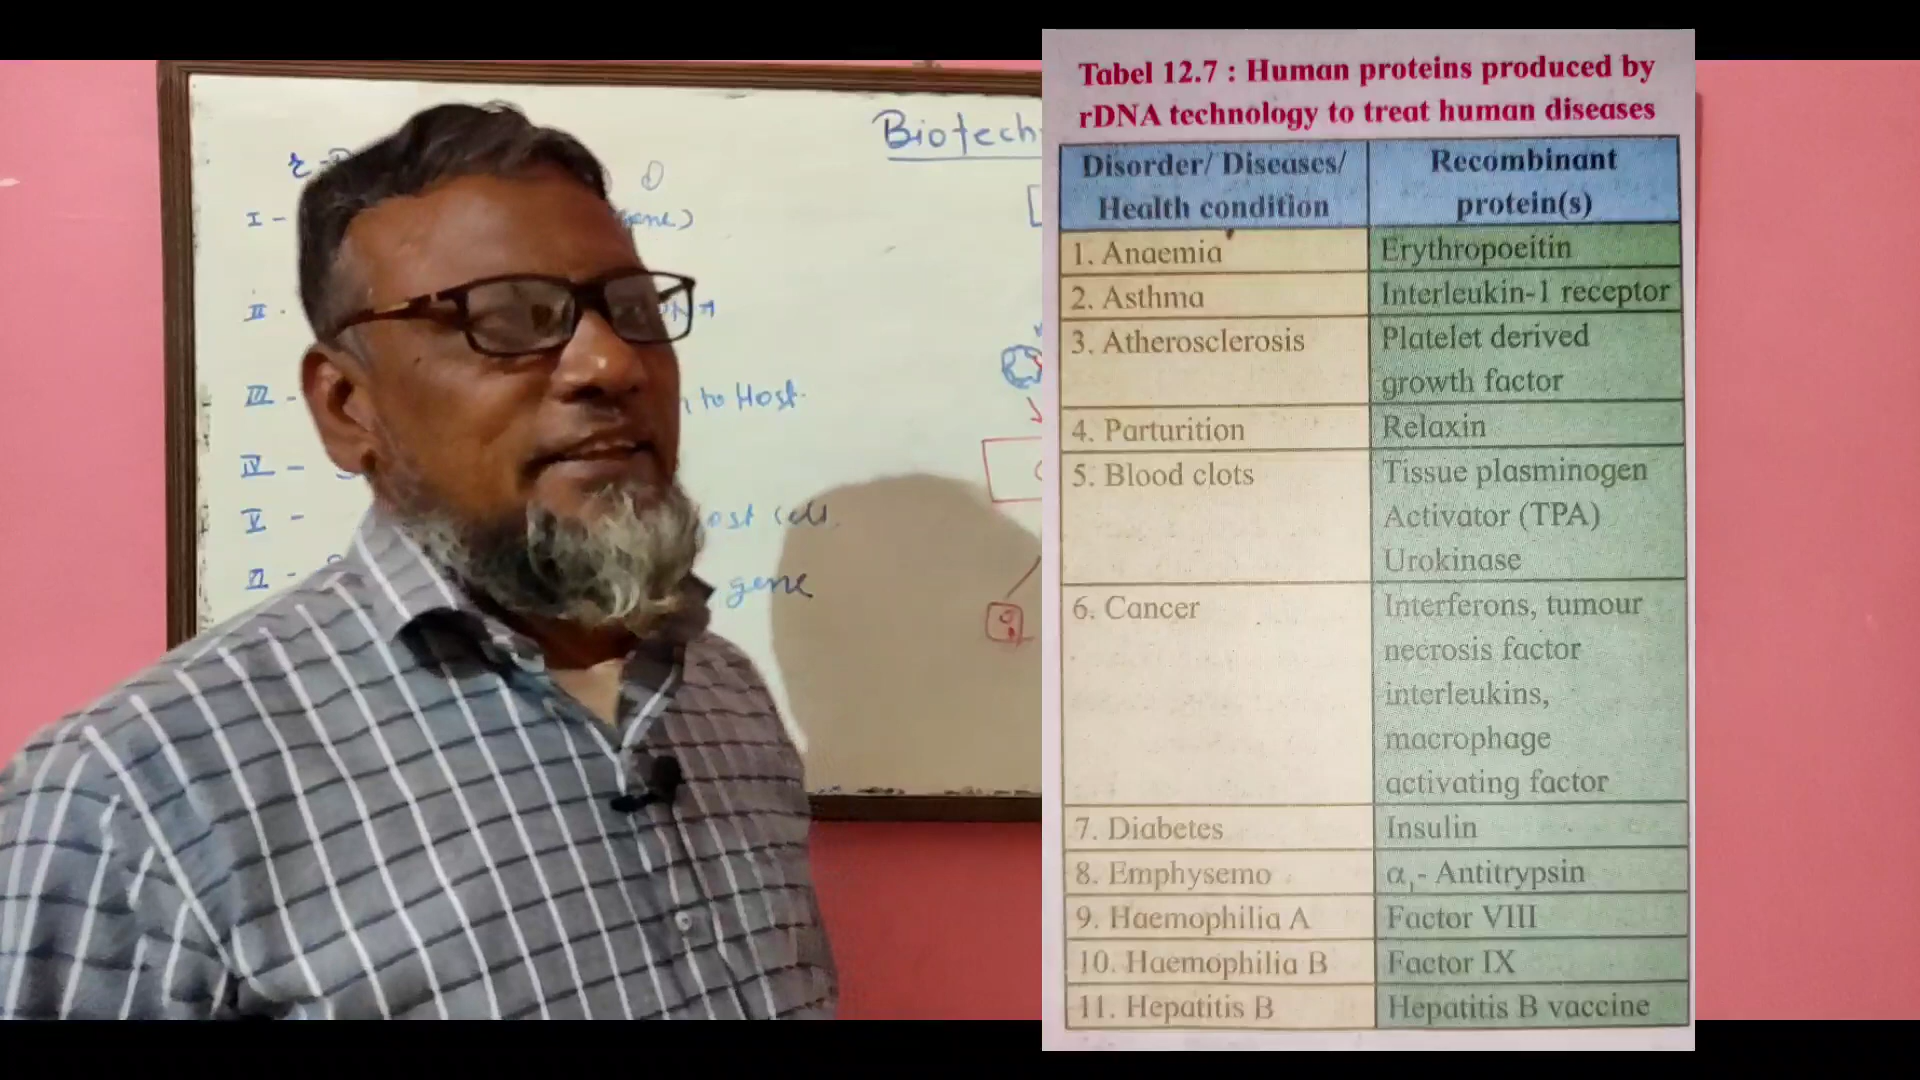 Biotech
I -
gene)
II -
III -
to Host.
IV -
V -
ost cell.
VI -
gene
Tabel 12.7 : Human proteins produced by
rDNA technology to treat human diseases
Disorder/ Diseases/
Health condition
Recombinant
protein(s)
1. Anaemia
Erythropoeitin
2. Asthma
Interleukin-1 receptor
3. Atherosclerosis
Platelet derived
growth factor
4. Parturition
Relaxin
5. Blood clots
Tissue plasminogen
Activator (TPA)
Urokinase
6. Cancer
Interferons, tumour
necrosis factor
interleukins,
macrophage
activating factor
7. Diabetes
Insulin
8. Emphysemo
α₁- Antitrypsin
9. Haemophilia A
Factor VIII
10. Haemophilia B
Factor IX
11. Hepatitis B
Hepatitis B vaccine